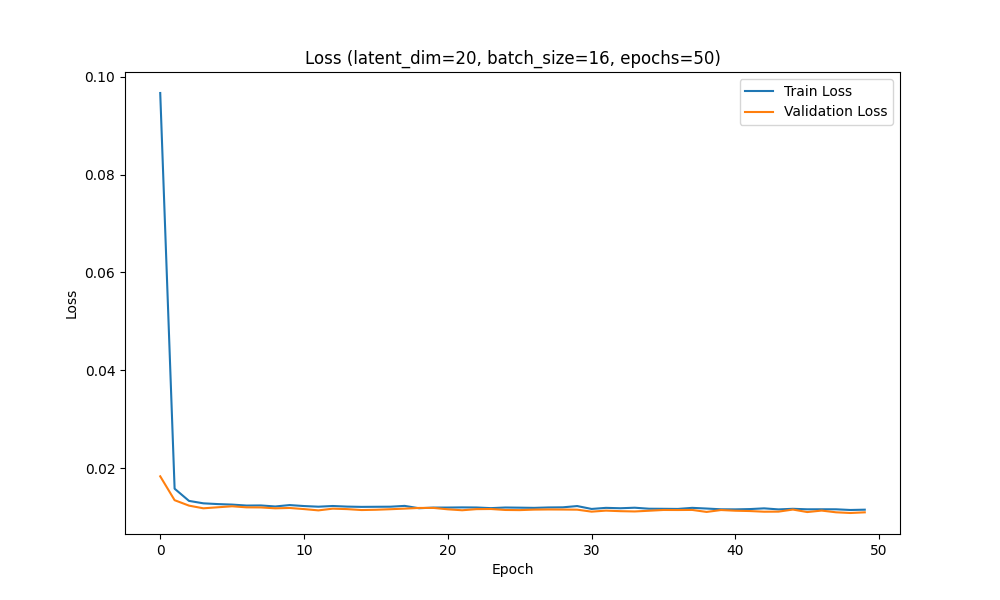 Loss (latent_dim=20, batch_size=16, epochs=50)
Train Loss
Validation Loss
0.10
0.08
0.06
0.04
0.02
Loss
0 10 20 30 40 50
Epoch